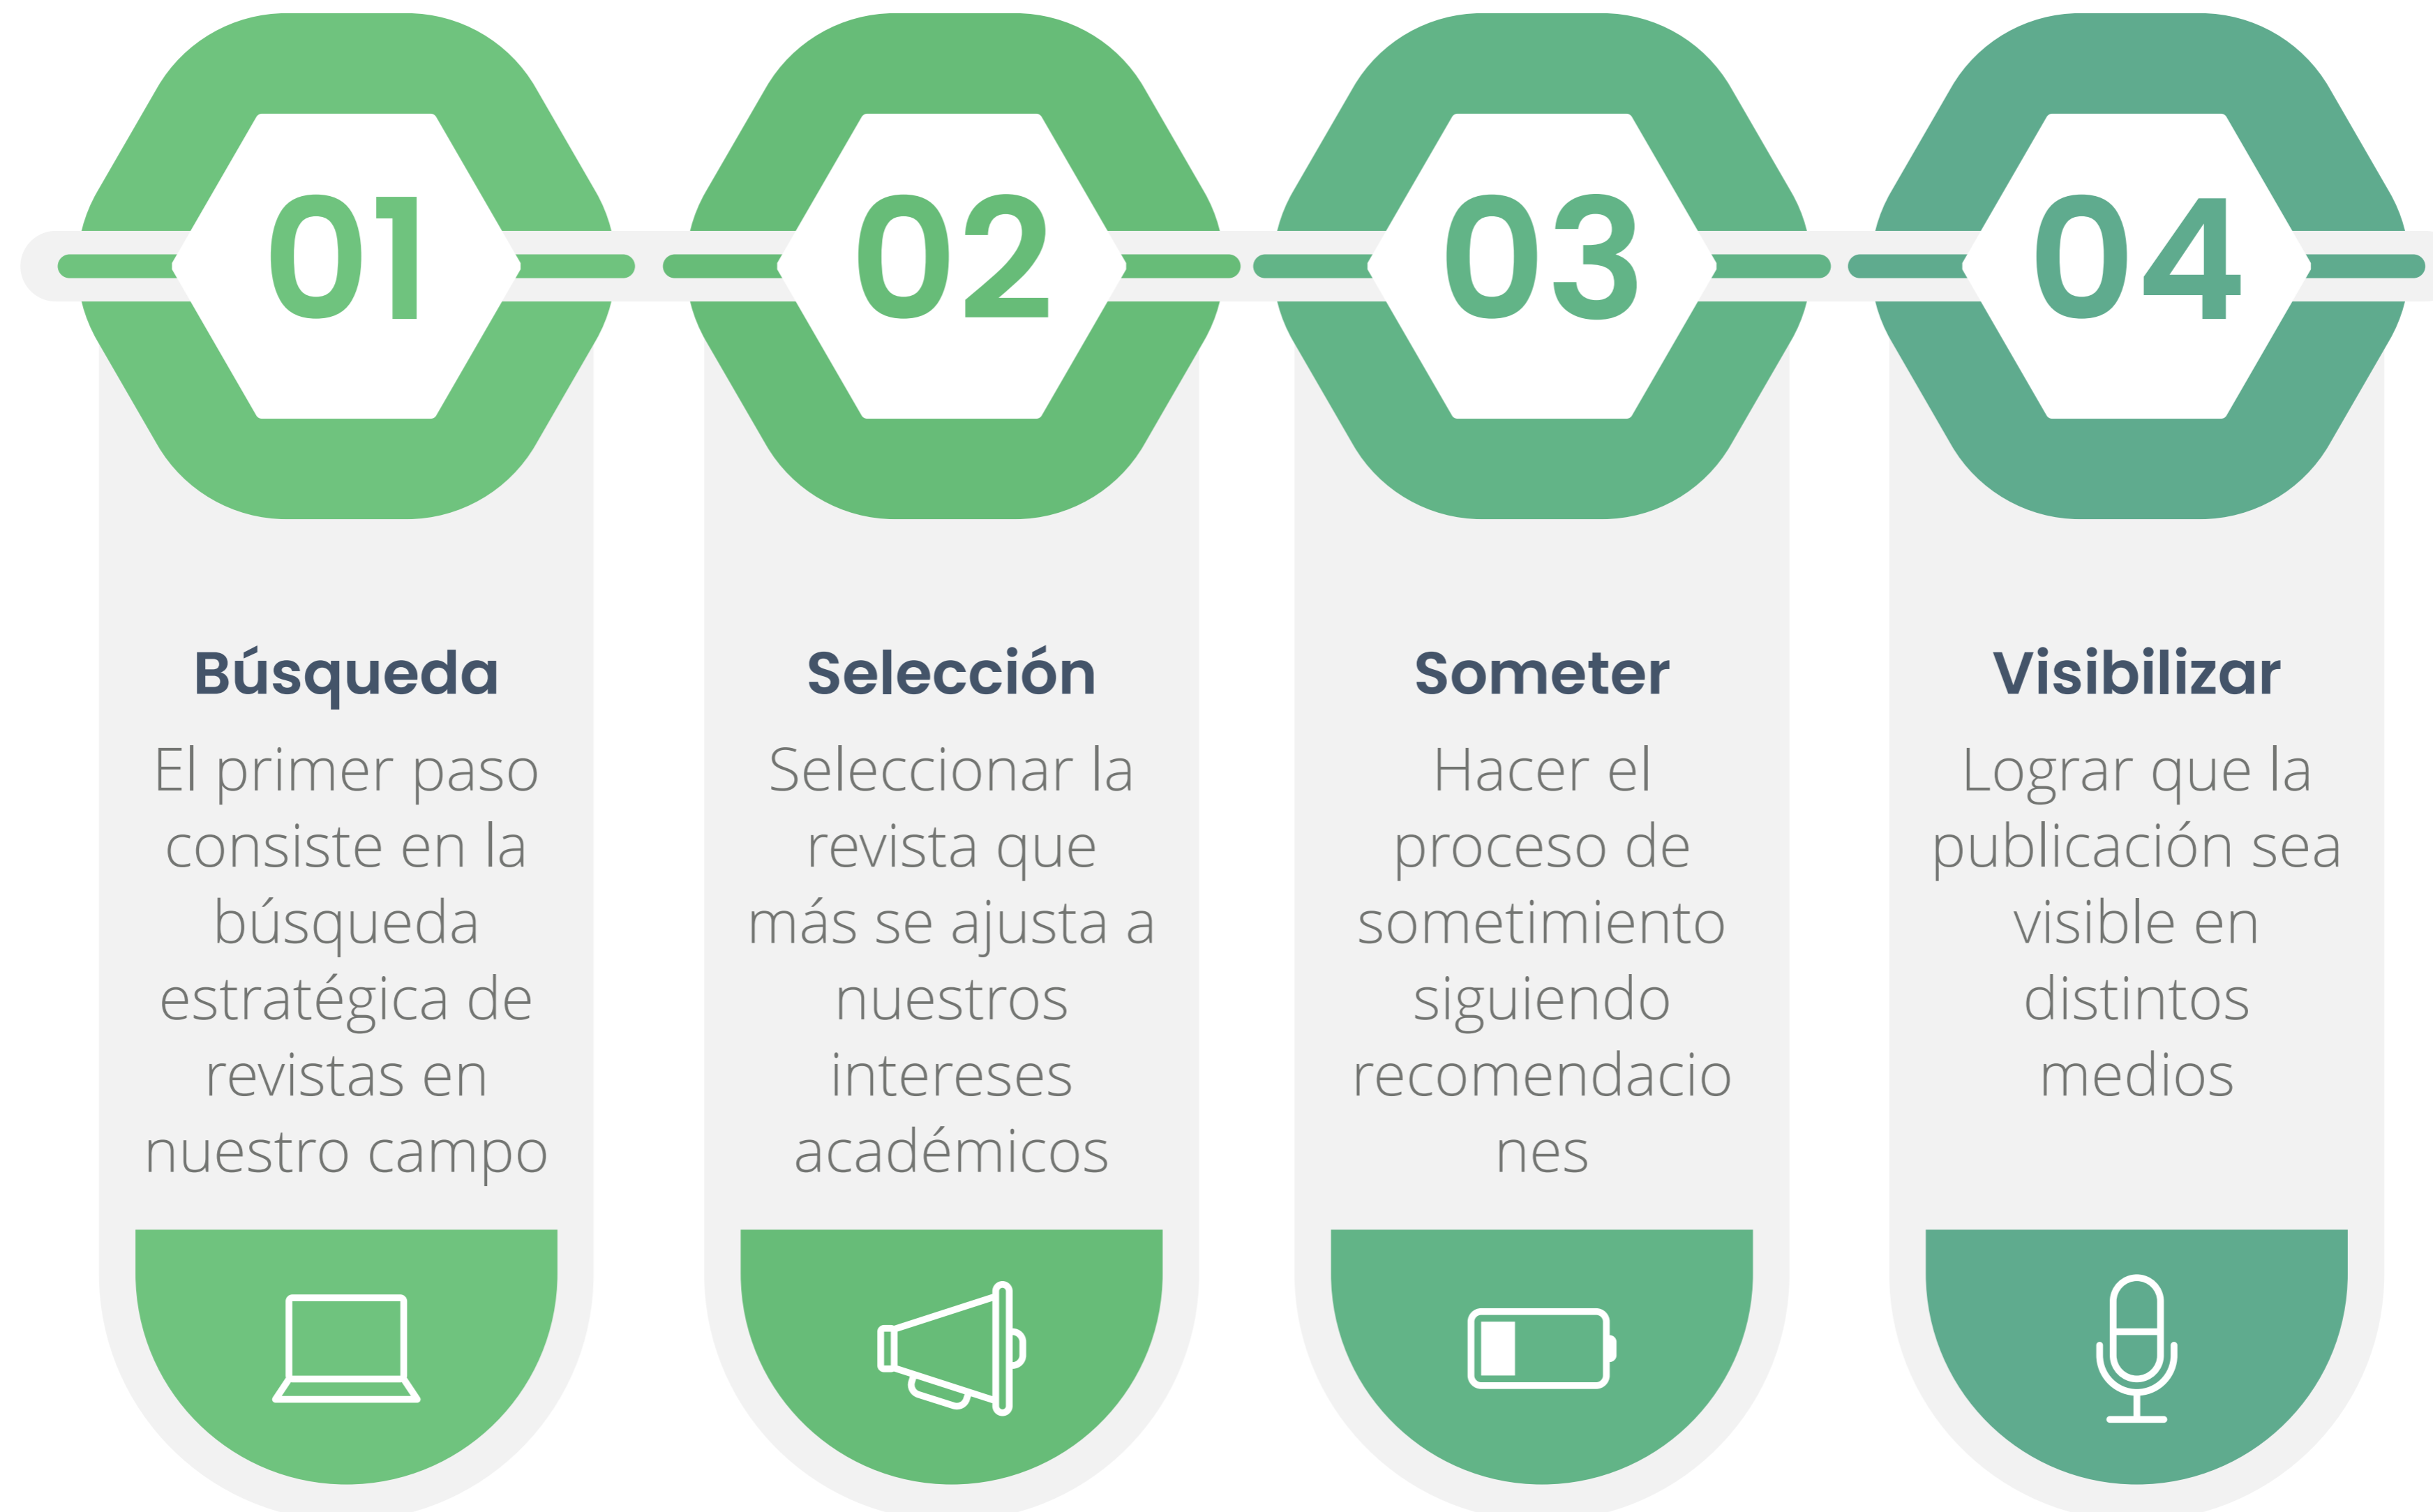 01
Búsqueda
El primer paso
consiste en la
búsqueda
estratégica de
revistas en
nuestro campo
02
Selección
Seleccionar la
revista que
más se ajusta a
nuestros
intereses
académicos
03
Someter
Hacer el
proceso de
sometimiento
siguiendo
recomendacio
nes
04
Visibilizar
Lograr que la
publicación sea
visible en
distintos
medios